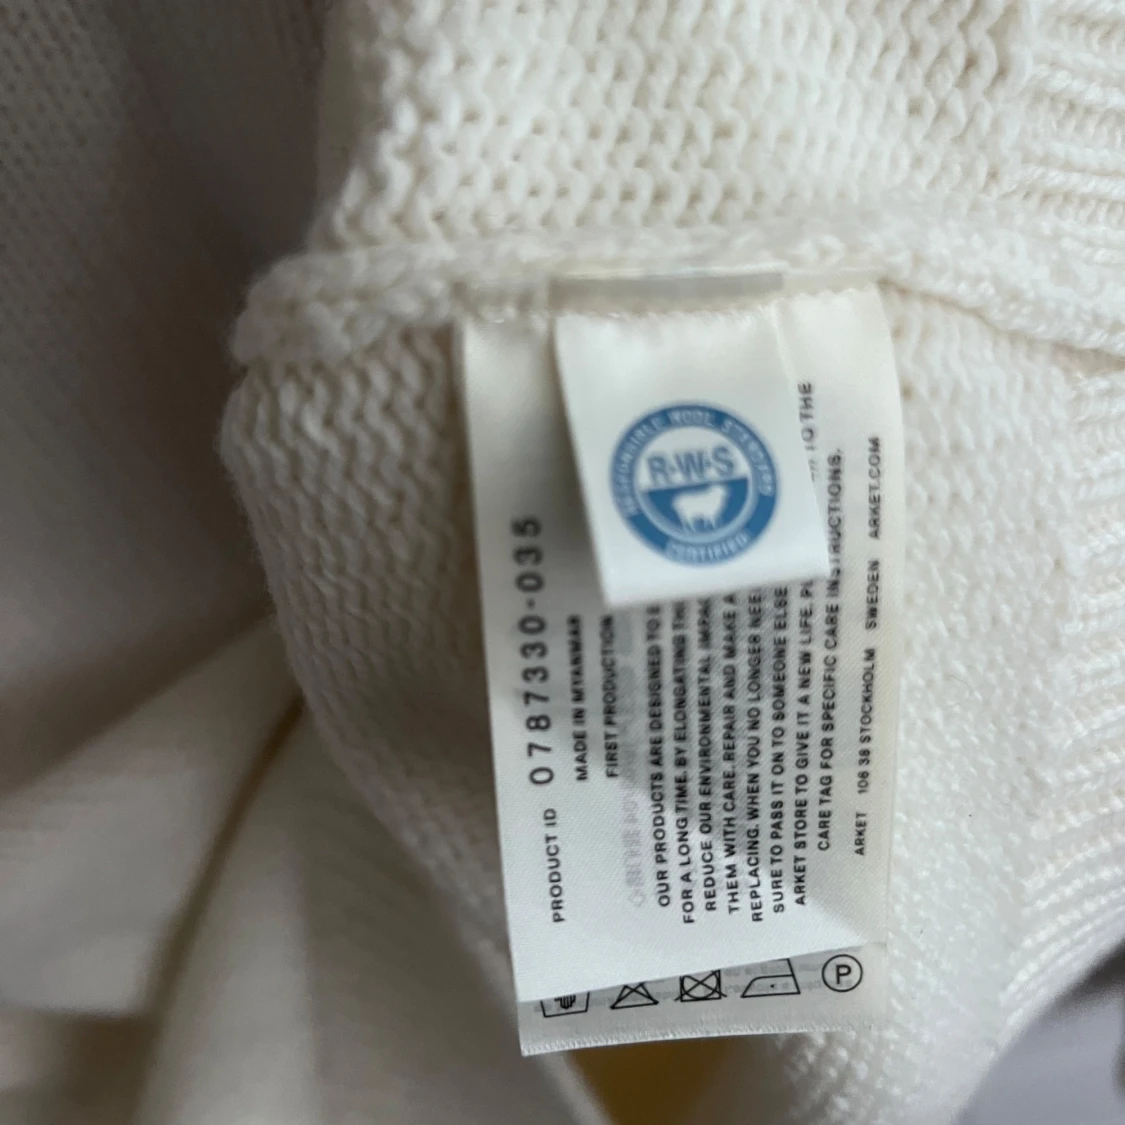 RESPONSIBLE WOOL STANDARD
R·W·S
CERTIFIED
PRODUCT ID 0787330-035
MADE IN MYANMAR
FIRST PRODUCTION
OUR PRODUCTS ARE DESIGNED TO
FOR A LONG TIME. BY ELONGATING
REDUCE OUR ENVIRONMENTAL
THEM WITH CARE. REPAIR AND MAKE
REPLACING. WHEN YOU NO LONGER
SURE TO PASS IT ON TO SOMEONE ELSE
ARKET STORE TO GIVE IT A NEW LIFE. TO THE
CARE TAG FOR SPECIFIC CARE INSTRUCTIONS.
ARKET 106 38 STOCKHOLM SWEDEN ARKET.COM
P